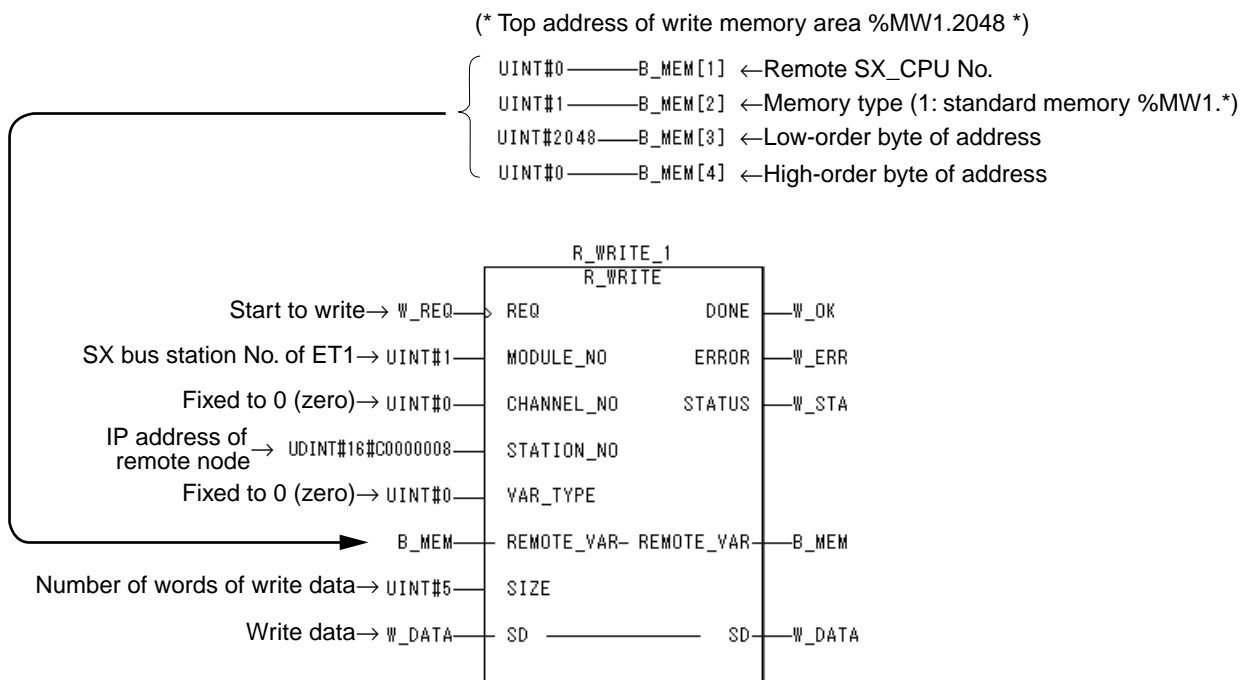 (* Top address of write memory area %MW1.2048 *)
UINT#0 B_MEM[1] ←Remote SX_CPU No.
UINT#1 B_MEM[2] ←Memory type (1: standard memory %MW1.*)
UINT#2048 B_MEM[3] ←Low-order byte of address
UINT#0 B_MEM[4] ←High-order byte of address
R_WRITE_1
R_WRITE
Start to write→ W_REQ REQ DONE W_OK
SX bus station No. of ET1→ UINT#1 MODULE_NO ERROR W_ERR
Fixed to 0 (zero)→ UINT#0 CHANNEL_NO STATUS W_STA
IP address of
remote node→ UDINT#16#C0000008 STATION_NO
Fixed to 0 (zero)→ UINT#0 VAR_TYPE
B_MEM REMOTE_VAR REMOTE_VAR B_MEM
Number of words of write data→ UINT#5 SIZE
Write data→ W_DATA SD SD W_DATA